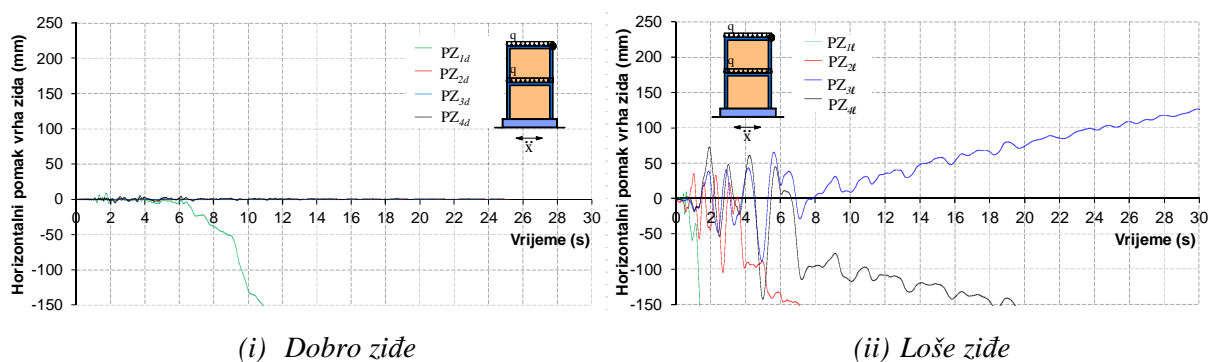 Horizontalni pomak vrha zida (mm)
250
200
150
100
50
0
-50
-100
-150
0 2 4 6 8 10 12 14 16 18 20 22 24 26 28 30
Vrijeme (s)
PZ1d
PZ2d
PZ3d
PZ4d
q
q
ẍ
(i) Dobro ziđe
Horizontalni pomak vrha zida (mm)
250
200
150
100
50
0
-50
-100
-150
0 2 4 6 8 10 12 14 16 18 20 22 24 26 28 30
Vrijeme (s)
q
q
ẍ
PZ1ℓ
PZ2ℓ
PZ3ℓ
PZ4ℓ
(ii) Loše ziđe